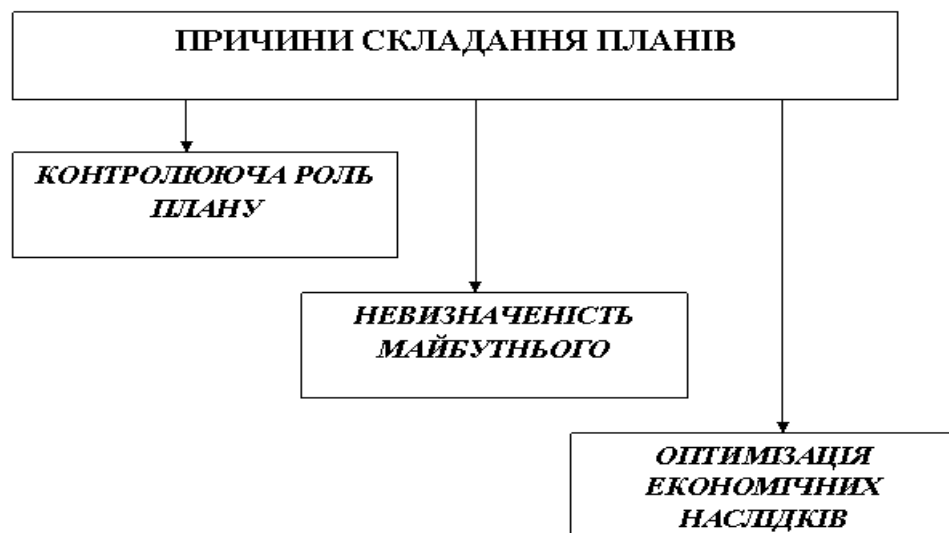 ПРИЧИНИ СКЛАДАННЯ ПЛАНІВ
КОНТРОЛЮЮЧА РОЛЬ
ПЛАНУ
НЕВИЗНАЧЕНІСТЬ
МАЙБУТНЬОГО
ОПТИМІЗАЦІЯ
ЕКОНОМІЧНИХ
НАСЛІДКІВ